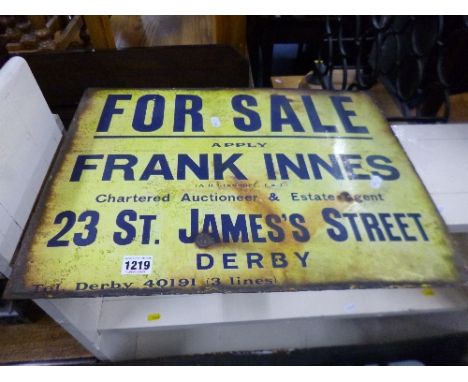 FOR SALE
APPLY
FRANK INNES
Chartered Auctioneer & Estate Agent
23 ST. JAMES'S STREET
DERBY
1219
Tel. Derby 40191 (3 lines)